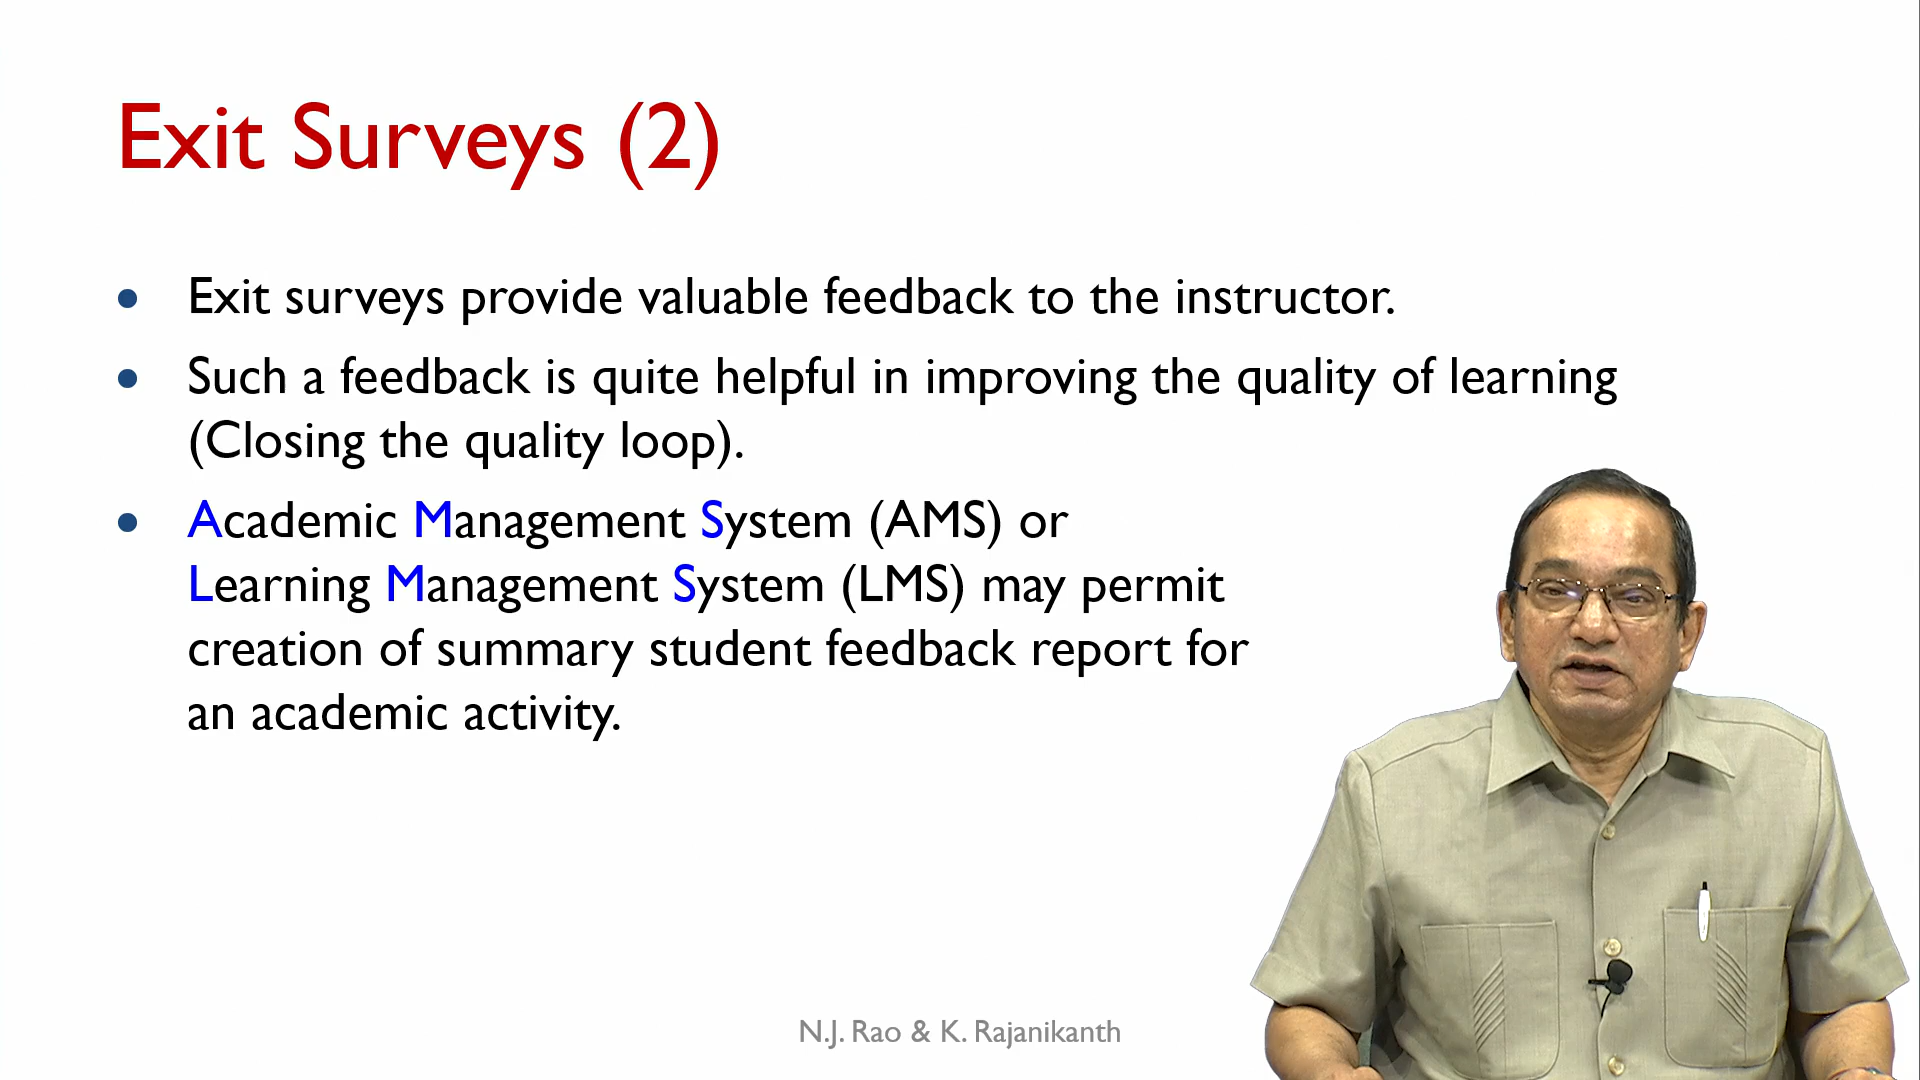 Exit Surveys (2)
• Exit surveys provide valuable feedback to the instructor.
• Such a feedback is quite helpful in improving the quality of learning
(Closing the quality loop).
• Academic Management System (AMS) or
Learning Management System (LMS) may permit
creation of summary student feedback report for
an academic activity.
N.J. Rao & K. Rajanikanth